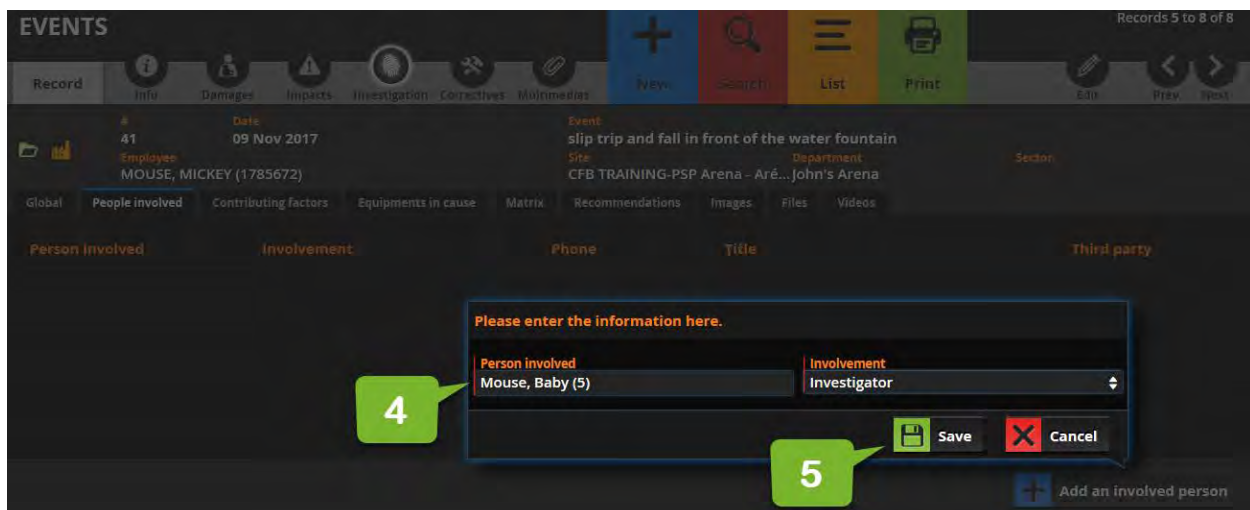 EVENTS
Records 5 to 8 of 8
Record
Info
Damages
Impacts
Investigation
Correctives
Multimedias
New
Search
List
Print
Edit
Prev
Next
#
Date
Event
41
09 Nov 2017
slip trip and fall in front of the water fountain
Employee
Site
Department
Sector
MOUSE, MICKEY (1785672)
CFB TRAINING-PSP Arena - Aré...
John's Arena
Global
People involved
Contributing factors
Equipments in cause
Matrix
Recommendations
Images
Files
Videos
Person involved
Involvement
Phone
Title
Third party
Please enter the information here.
Person involved
Involvement
Mouse, Baby (5)
Investigator
4
Save
Cancel
5
Add an involved person